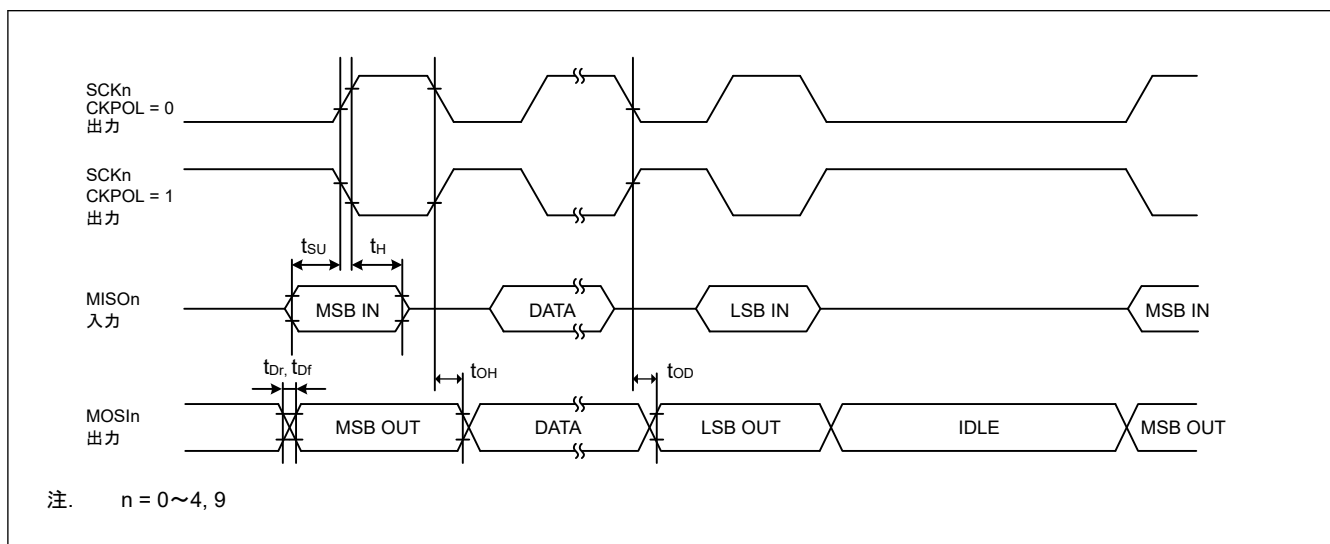 SCKn
CKPOL = 0
出力
SCKn
CKPOL = 1
出力
tSU
tH
MISOn
入力
MSB IN
DATA
LSB IN
MSB IN
tDr, tDf
tOH
tOD
MOSIn
出力
MSB OUT
DATA
LSB OUT
IDLE
MSB OUT
注. n = 0～4, 9